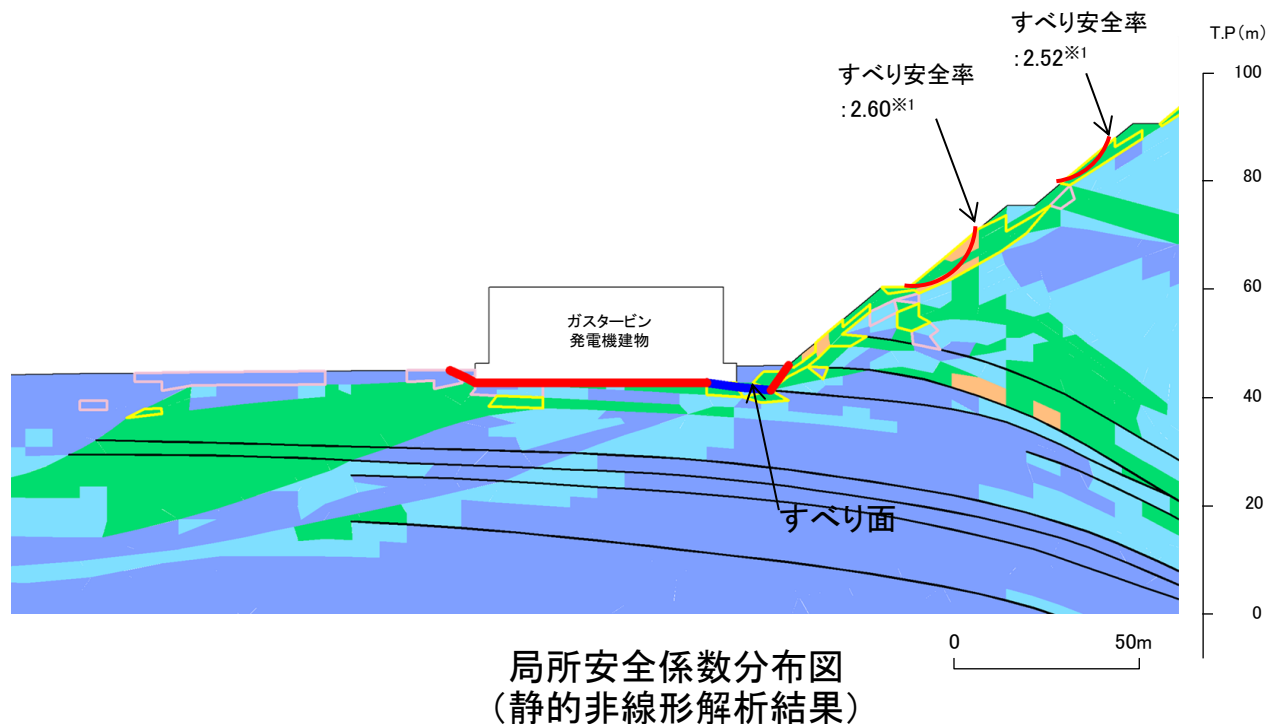 すべり安全率
:2.52※1
すべり安全率
:2.60※1
T.P(m)
100
80
60
40
20
0
ガスタービン
発電機建物
すべり面
0 50m
局所安全係数分布図
(静的非線形解析結果)